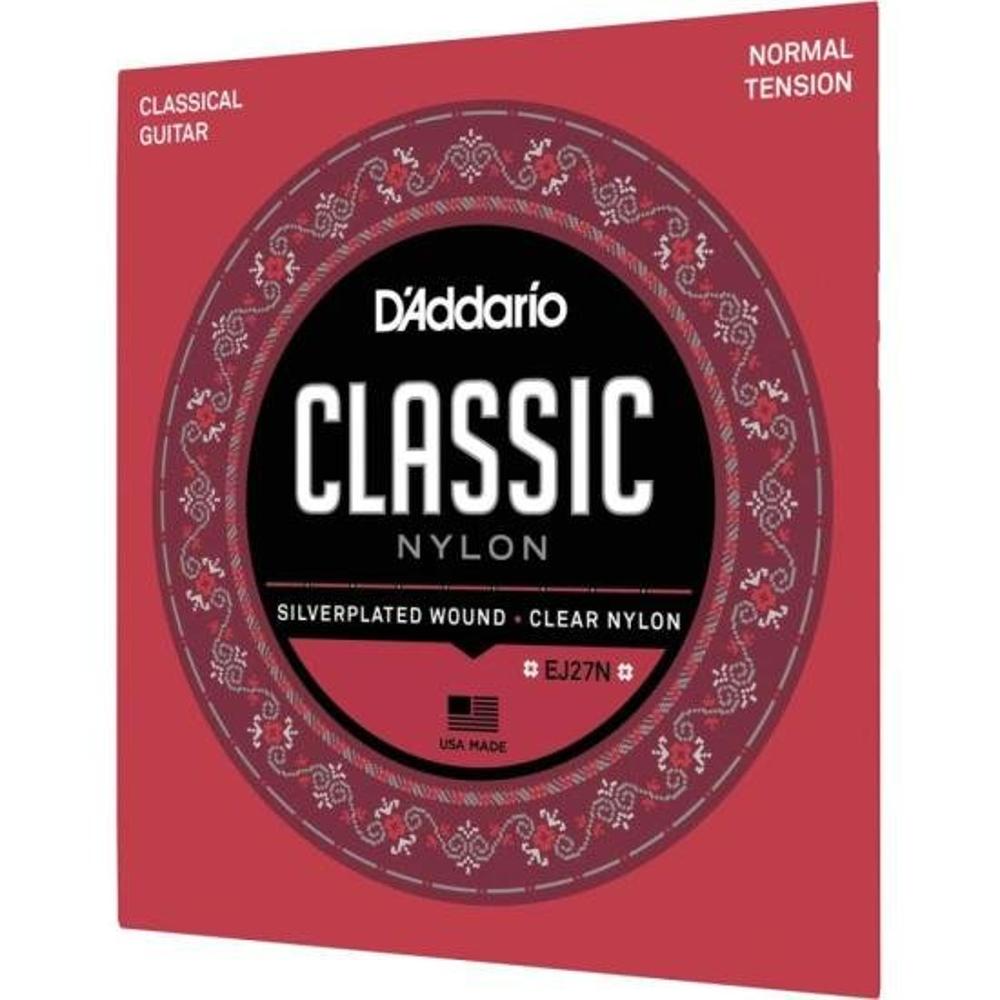 CLASSICAL
GUITAR
NORMAL
TENSION
D'Addario
CLASSIC
NYLON
SILVERPLATED WOUND • CLEAR NYLON
EJ27N
USA MADE